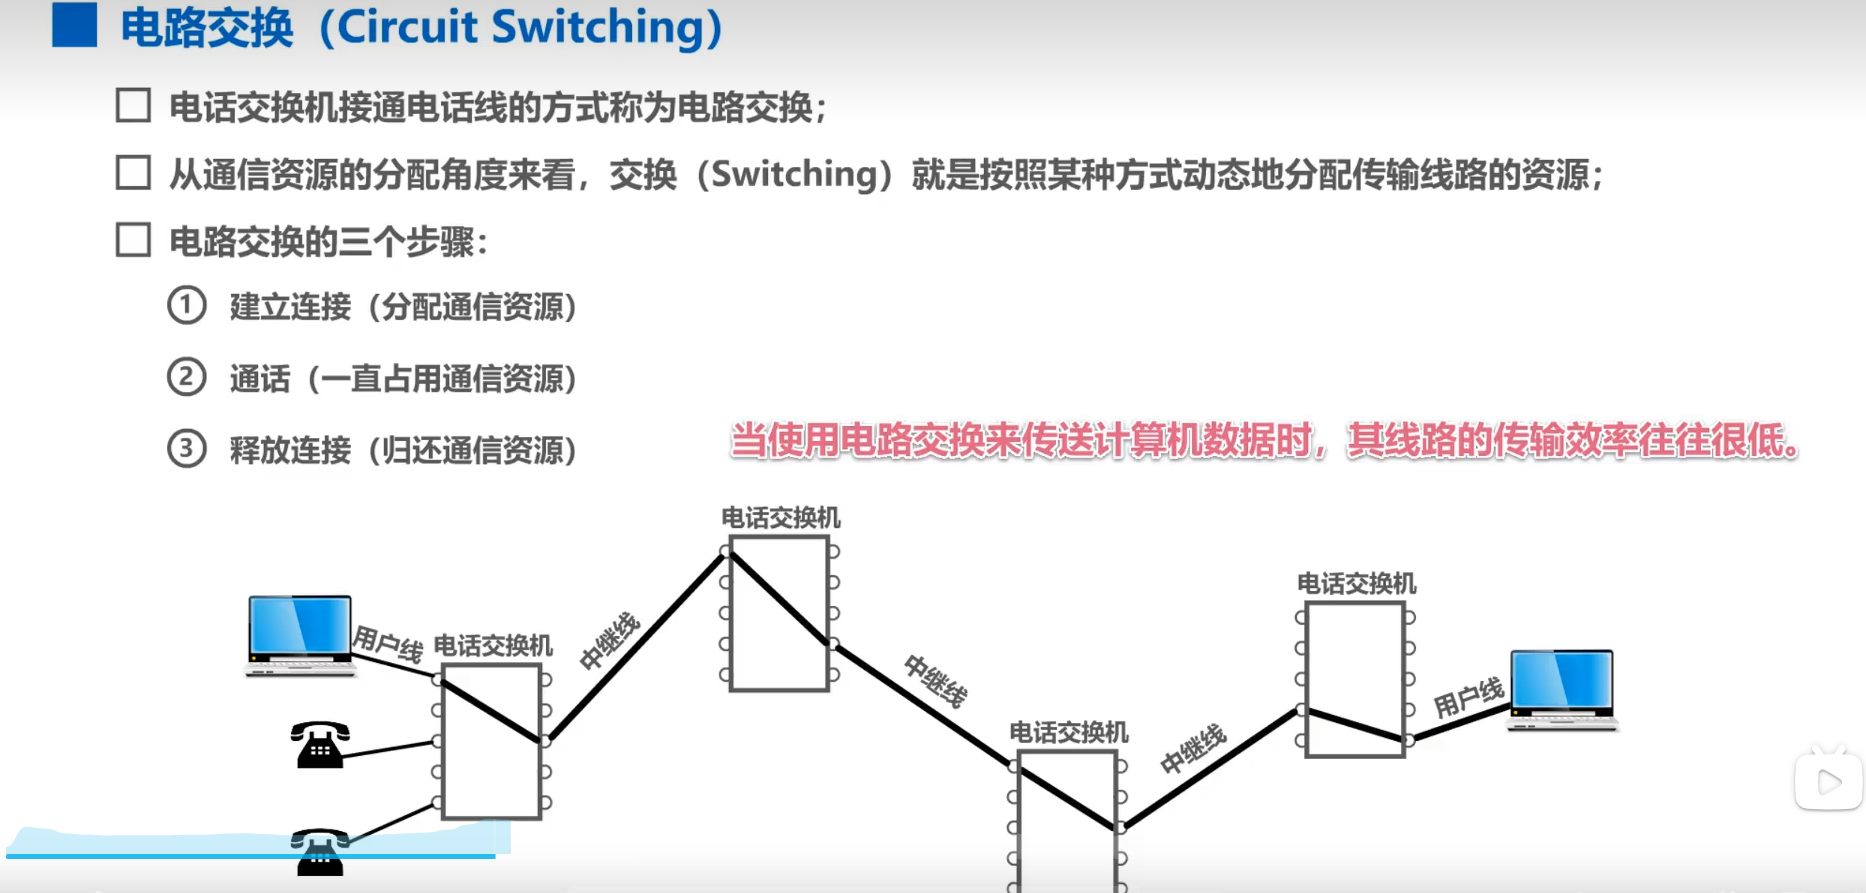 电路交换（Circuit Switching）
电话交换机接通电话线的方式称为电路交换；
从通信资源的分配角度来看，交换（Switching）就是按照某种方式动态地分配传输线路的资源；
电路交换的三个步骤：
① 建立连接（分配通信资源）
② 通话（一直占用通信资源）
③ 释放连接（归还通信资源）
当使用电路交换来传送计算机数据时，其线路的传输效率往往很低。
电话交换机
电话交换机
用户线
电话交换机
中继线
中继线
用户线
电话交换机
中继线